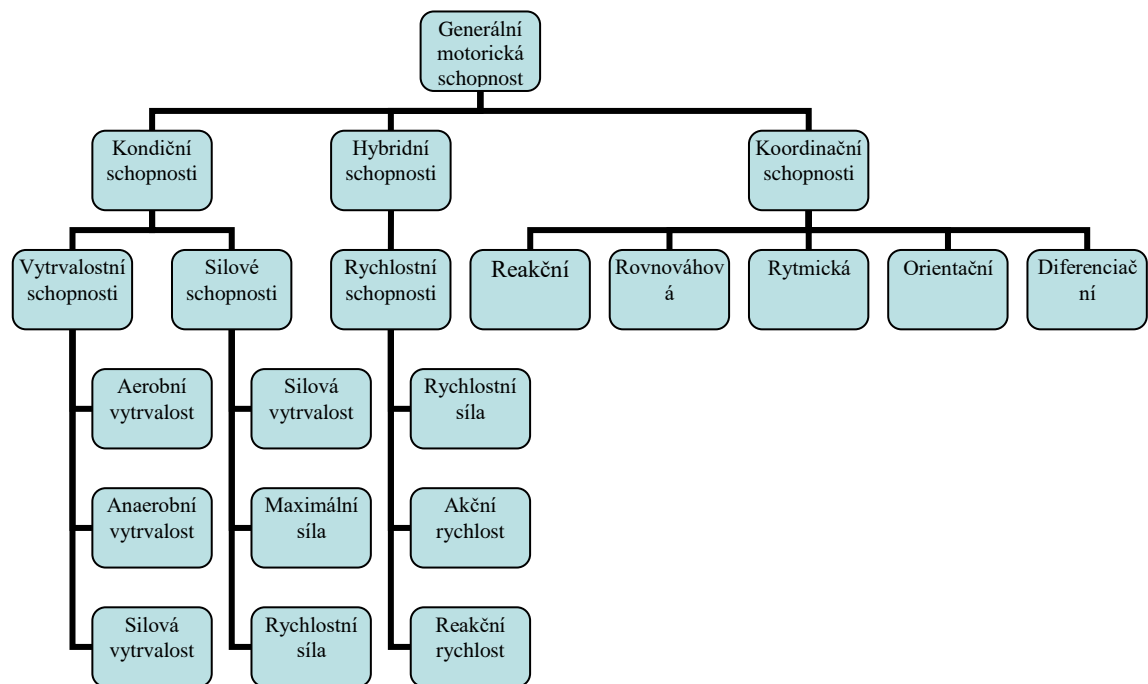 Generální
motorická
schopnost
Kondiční
schopnosti
Hybridní
schopnosti
Koordinační
schopnosti
Vytrvalostní
schopnosti
Silové
schopnosti
Rychlostní
schopnosti
Reakční
Rovnováhov
á
Rytmická
Orientační
Diferenciač
ní
Aerobní
vytrvalost
Silová
vytrvalost
Rychlostní
síla
Anaerobní
vytrvalost
Maximální
síla
Akční
rychlost
Silová
vytrvalost
Rychlostní
síla
Reakční
rychlost